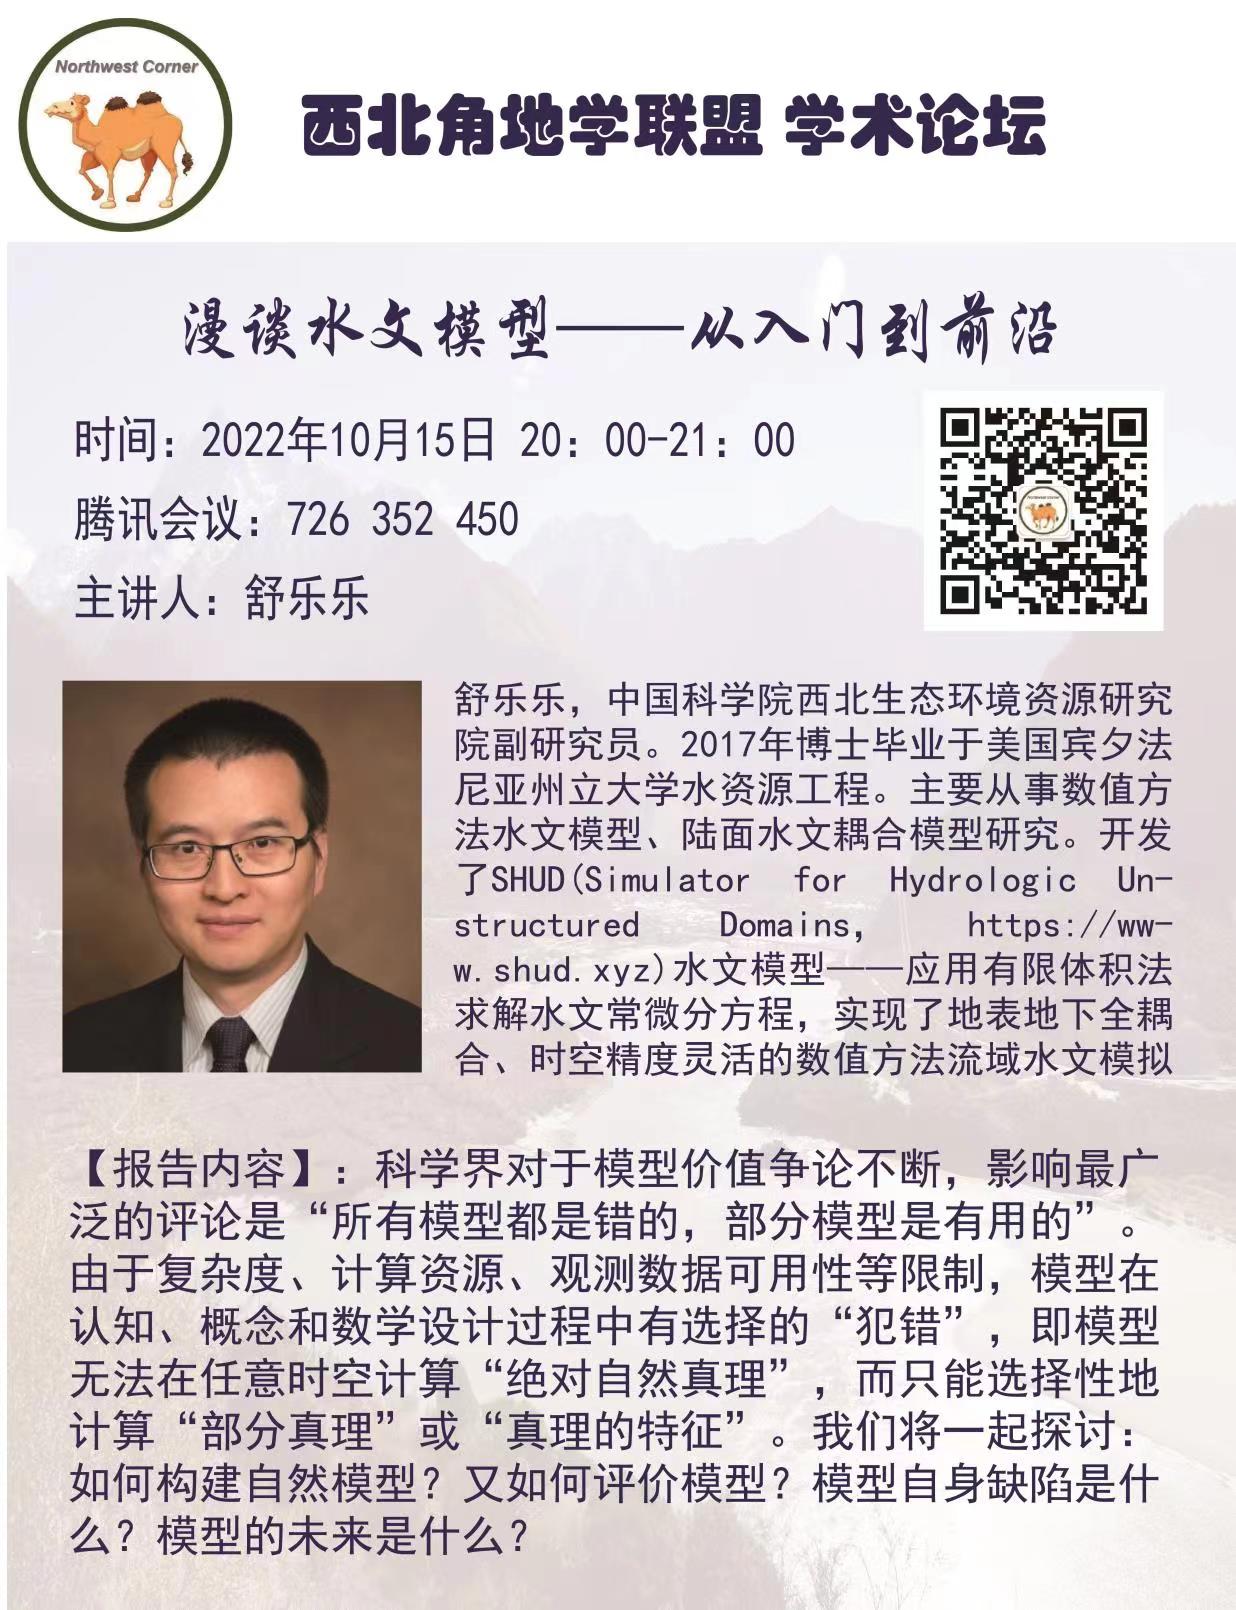 Northwest Corner
西北角地学联盟 学术论坛
漫谈水文模型——从入门到前沿
时间：2022年10月15日 20：00-21：00
腾讯会议：726 352 450
主讲人：舒乐乐
Northwest Corner
舒乐乐，中国科学院西北生态环境资源研究
院副研究员。2017年博士毕业于美国宾夕法
尼亚州立大学水资源工程。主要从事数值方
法水文模型、陆面水文耦合模型研究。开发
了SHUD(Simulator for Hydrologic Un-
structured Domains, https://ww-
w.shud.xyz)水文模型——应用有限体积法
求解水文常微分方程，实现了地表地下全耦
合、时空精度灵活的数值方法流域水文模拟
【报告内容】：科学界对于模型价值争论不断，影响最广
泛的评论是“所有模型都是错的，部分模型是有用的”。
由于复杂度、计算资源、观测数据可用性等限制，模型在
认知、概念和数学设计过程中有选择的“犯错”，即模型
无法在任意时空计算“绝对自然真理”，而只能选择性地
计算“部分真理”或“真理的特征”。我们将一起探讨：
如何构建自然模型？又如何评价模型？模型自身缺陷是什
么？模型的未来是什么？